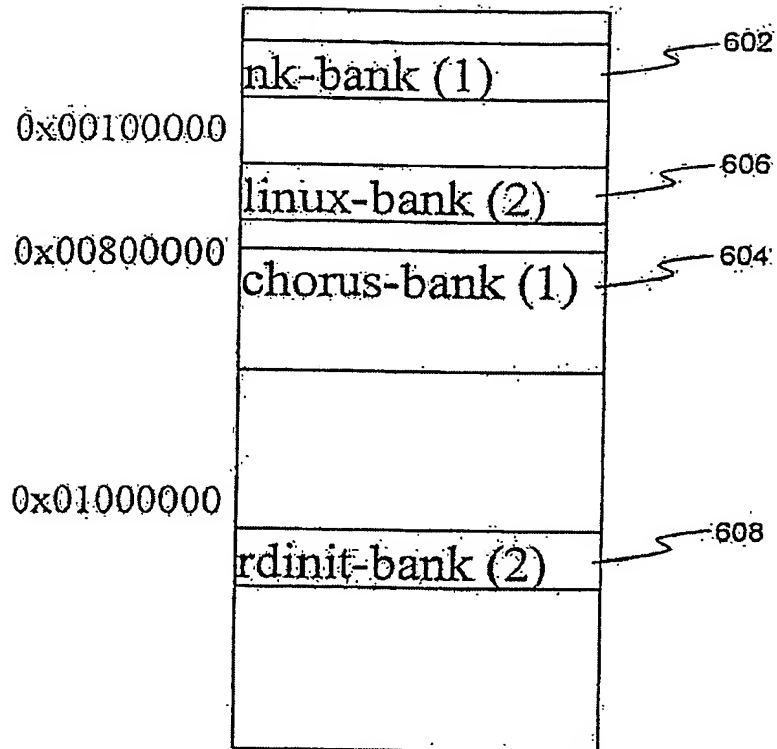 602
nk-bank (1)
0x00100000
606
linux-bank (2)
0x00800000
604
chorus-bank (1)
0x01000000
608
rdinit-bank (2)